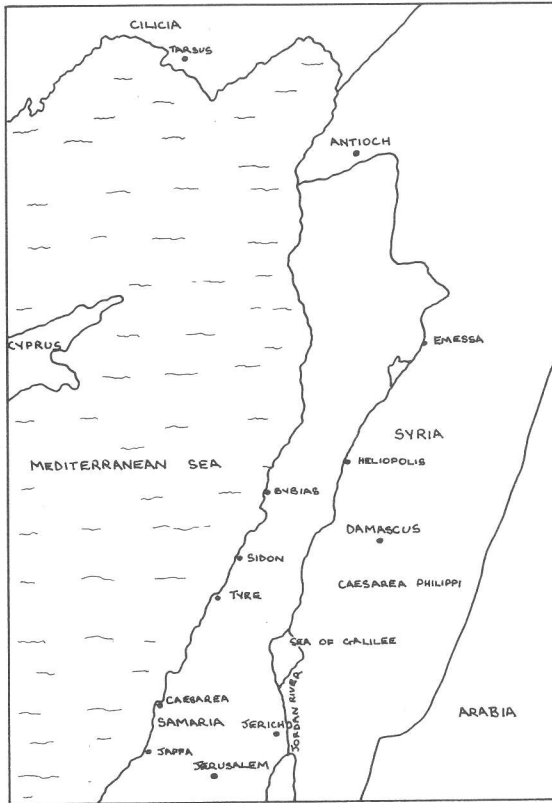 CILICIA
TARSUS
ANTIOCH
CYPRUS
EMESSA
SYRIA
MEDITERRANEAN SEA
HELIOPOLIS
BYBIAS
DAMASCUS
SIDON
CAESAREA PHILIPPI
TYRE
SEA OF GALILEE
JORDAN RIVER
CAESAREA
SAMARIA
ARABIA
JERICHO
JAPPA
JERUSALEM